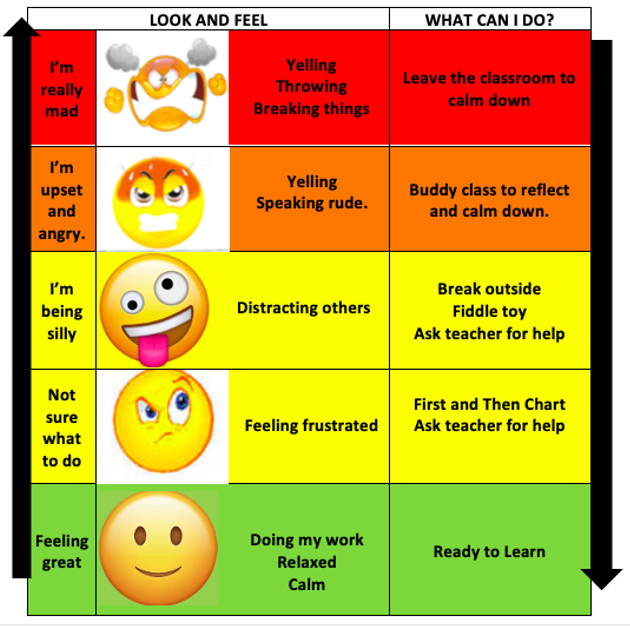 LOOK AND FEEL
WHAT CAN I DO?
I'm
really
mad
Yelling
Throwing
Breaking things
Leave the classroom to
calm down
I'm
upset
and
angry.
Yelling
Speaking rude.
Buddy class to reflect
and calm down.
I'm
being
silly
Distracting others
Break outside
Fiddle toy
Ask teacher for help
Not
sure
what
to do
Feeling frustrated
First and Then Chart
Ask teacher for help
Feeling
great
Doing my work
Relaxed
Calm
Ready to Learn